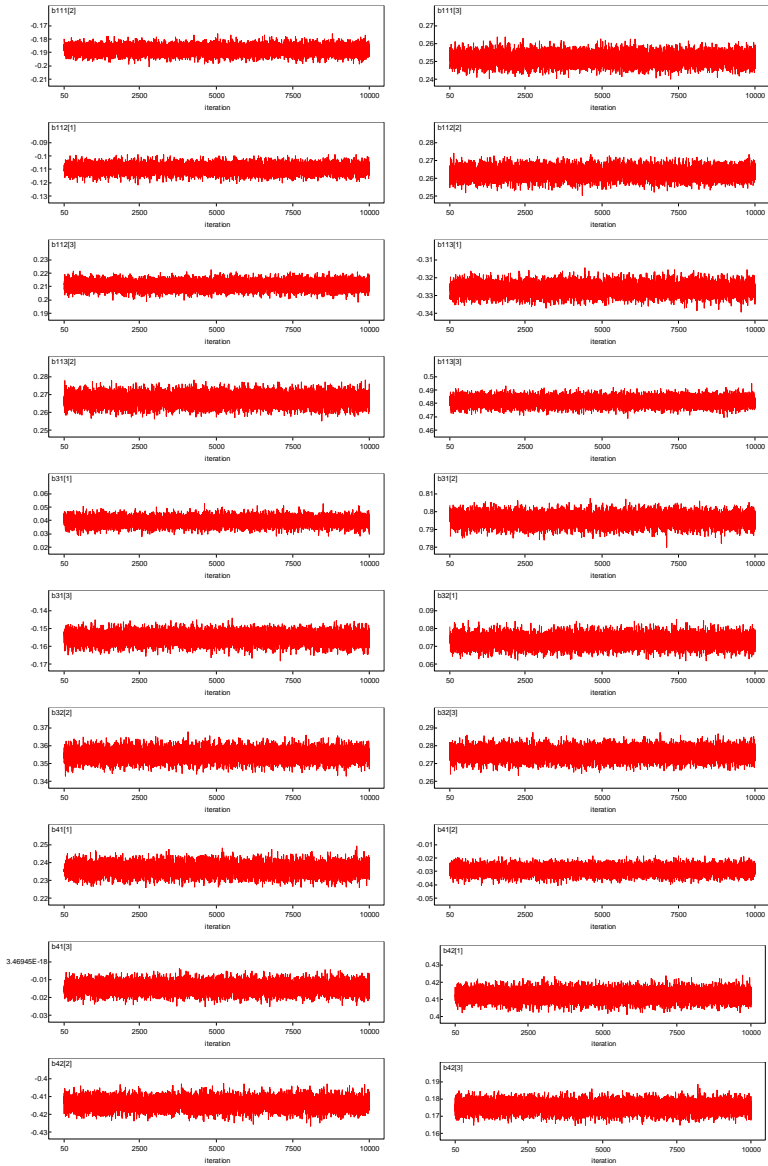 b111[2]
-0.17
-0.18
-0.19
-0.2
-0.21
50 2500 5000 7500 10000
iteration
b111[3]
0.27
0.26
0.25
0.24
50 2500 5000 7500 10000
iteration
b112[1]
-0.09
-0.1
-0.11
-0.12
-0.13
50 2500 5000 7500 10000
iteration
b112[2]
0.28
0.27
0.26
0.25
50 2500 5000 7500 10000
iteration
b112[3]
0.23
0.22
0.21
0.2
0.19
50 2500 5000 7500 10000
iteration
b113[1]
-0.31
-0.32
-0.33
-0.34
50 2500 5000 7500 10000
iteration
b113[2]
0.28
0.27
0.26
0.25
50 2500 5000 7500 10000
iteration
b113[3]
0.5
0.49
0.48
0.47
0.46
50 2500 5000 7500 10000
iteration
b31[1]
0.06
0.05
0.04
0.03
0.02
50 2500 5000 7500 10000
iteration
b31[2]
0.81
0.8
0.79
0.78
50 2500 5000 7500 10000
iteration
b31[3]
-0.14
-0.15
-0.16
-0.17
50 2500 5000 7500 10000
iteration
b32[1]
0.09
0.08
0.07
0.06
50 2500 5000 7500 10000
iteration
b32[2]
0.37
0.36
0.35
0.34
50 2500 5000 7500 10000
iteration
b32[3]
0.29
0.28
0.27
0.26
50 2500 5000 7500 10000
iteration
b41[1]
0.25
0.24
0.23
0.22
50 2500 5000 7500 10000
iteration
b41[2]
-0.01
-0.02
-0.03
-0.04
-0.05
50 2500 5000 7500 10000
iteration
b41[3]
3.46945E-18
-0.01
-0.02
-0.03
50 2500 5000 7500 10000
iteration
b42[1]
0.43
0.42
0.41
0.4
50 2500 5000 7500 10000
iteration
b42[2]
-0.4
-0.41
-0.42
-0.43
50 2500 5000 7500 10000
iteration
b42[3]
0.19
0.18
0.17
0.16
50 2500 5000 7500 10000
iteration